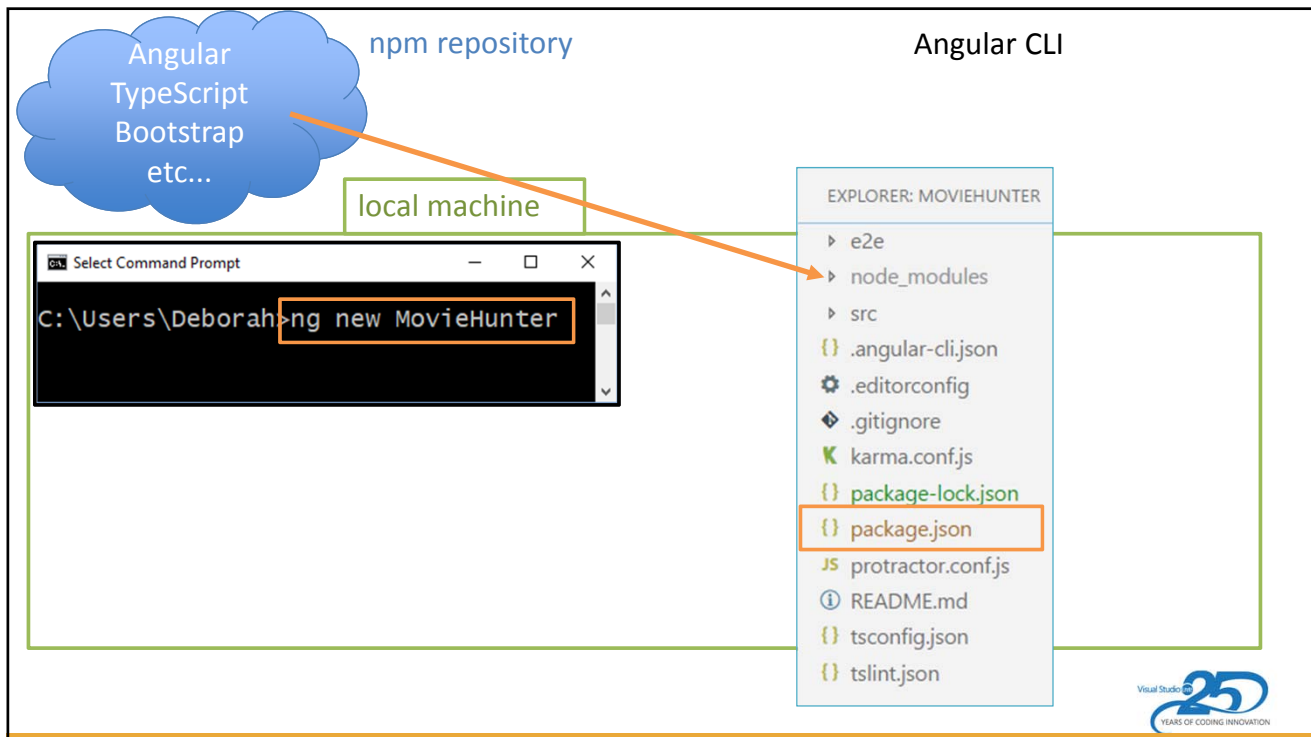 Angular
TypeScript
Bootstrap
etc...
npm repository
Angular CLI
local machine
Select Command Prompt
C:\Users\Deborah>ng new MovieHunter
EXPLORER: MOVIEHUNTER
e2e
node_modules
src
{} .angular-cli.json
.editorconfig
.gitignore
K karma.conf.js
{} package-lock.json
{} package.json
JS protractor.conf.js
README.md
{} tsconfig.json
{} tslint.json
Visual Studio
25
YEARS OF CODING INNOVATION